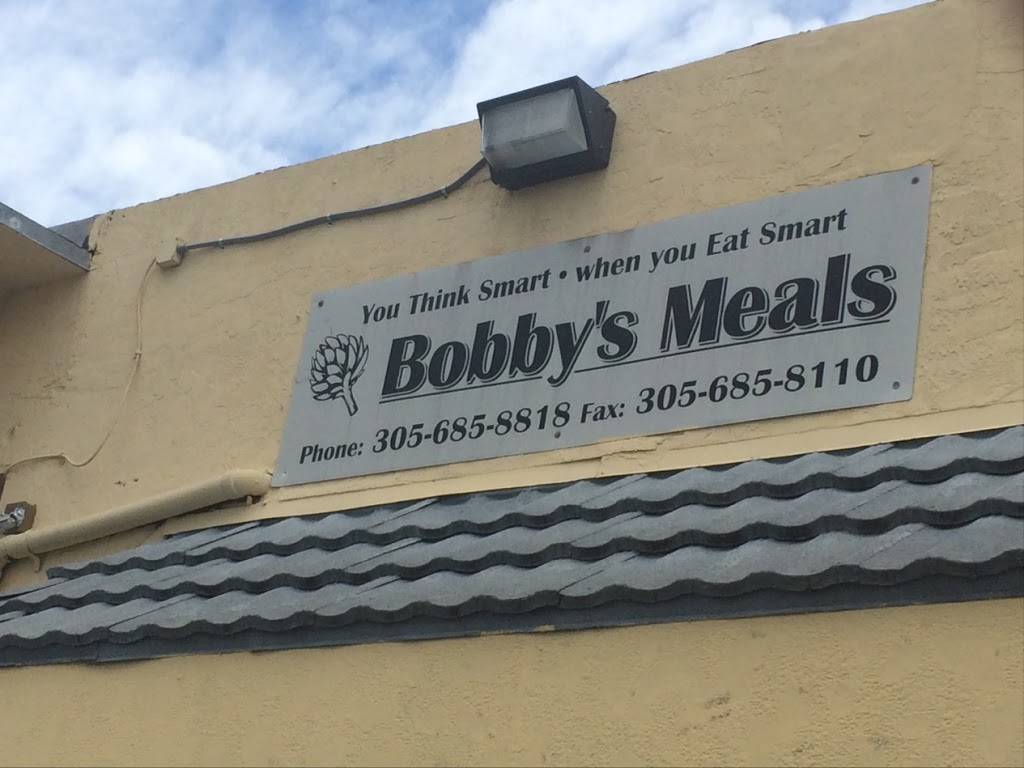 You Think Smart • when you Eat Smart
Bobby's Meals
Phone: 305-685-8818 Fax: 305-685-8110